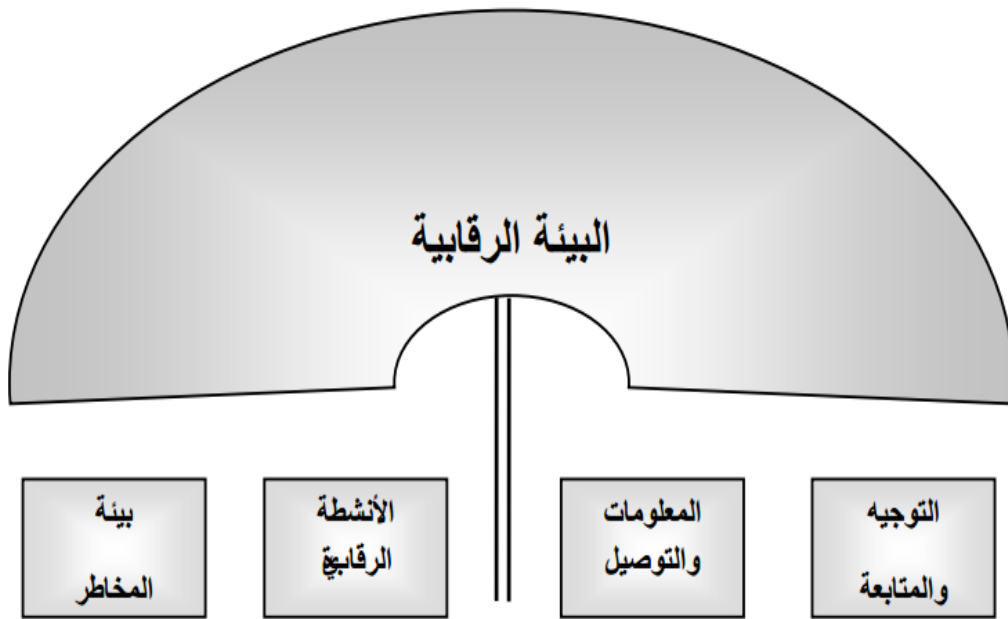 البيئة الرقابية
التوجيه
والمتابعة
المعلومات
والتوصيل
الأنشطة
الرقابية
بيئة
المخاطر